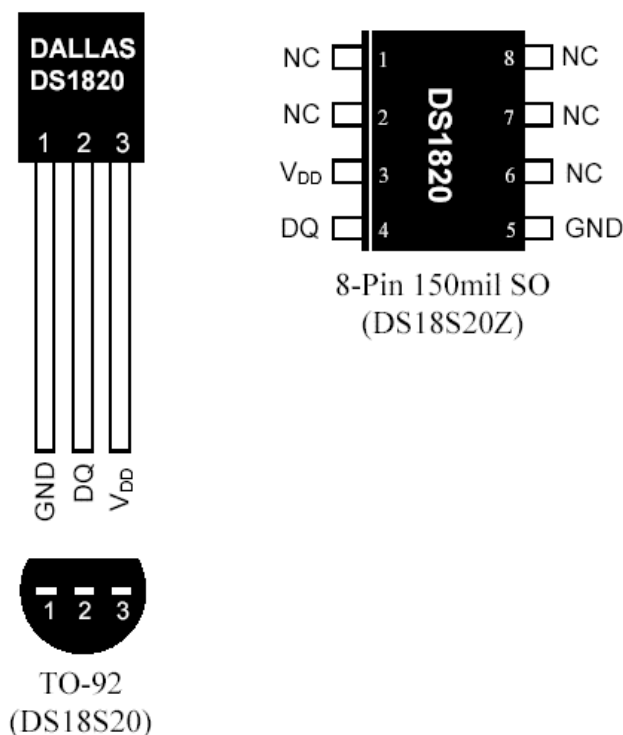 DALLAS
DS1820
1 2 3
GND DQ VDD
1 2 3
TO-92
(DS18S20)
NC 1 8 NC
NC 2 7 NC
VDD 3 6 NC
DQ 4 5 GND
DS1820
8-Pin 150mil SO
(DS18S20Z)